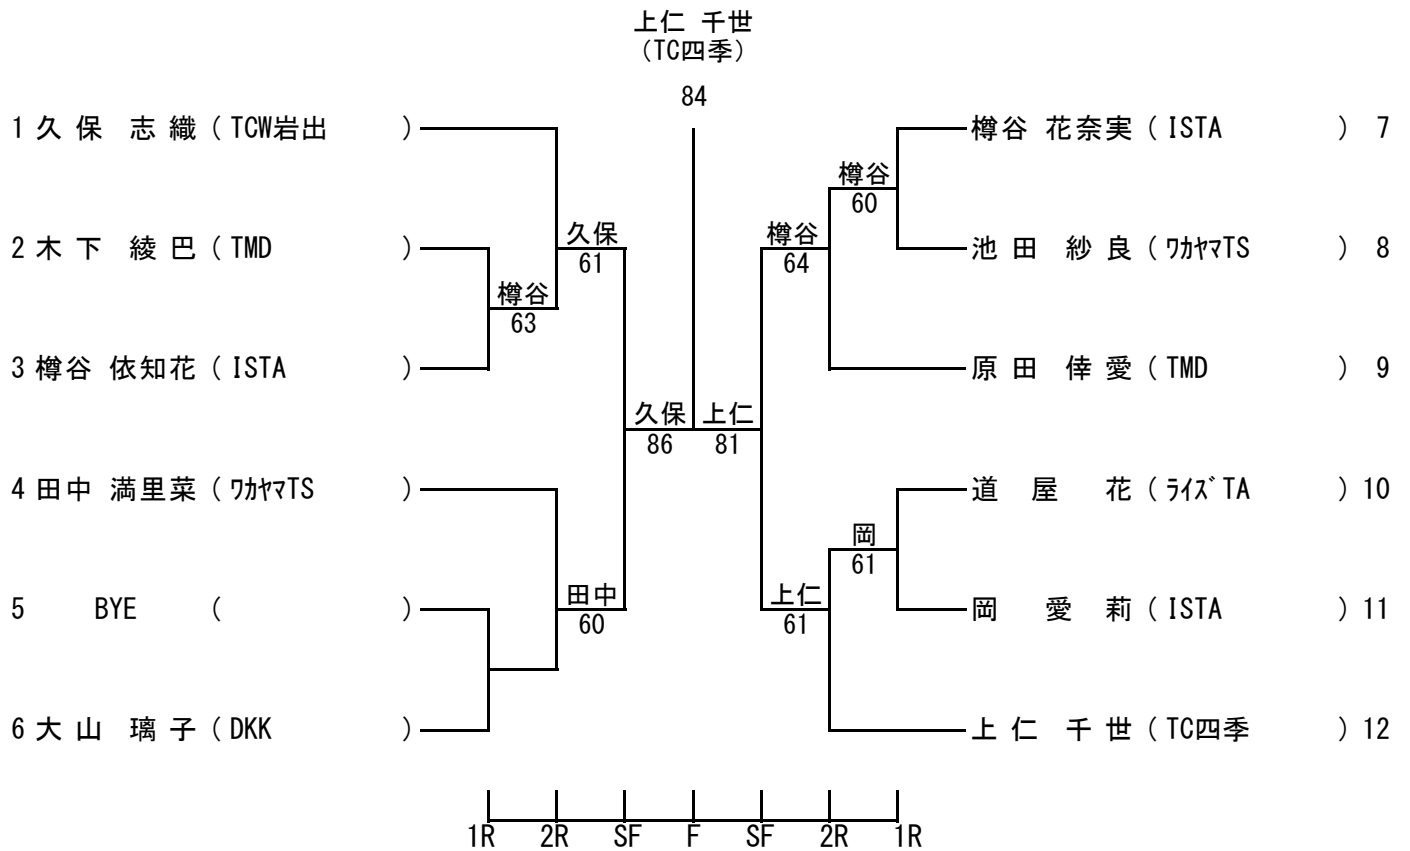 上仁 千世
(TC四季)
84
1 久保 志織 ( TCW岩出 )
樽谷 花奈実 ( ISTA ) 7
樽谷
60
2 木下 綾巴 ( TMD )
久保
61
樽谷
64
池田 紗良 ( ワカヤマTS ) 8
樽谷
63
3 樽谷 依知花 ( ISTA )
原田 倖愛 ( TMD ) 9
久保
86
上仁
81
4 田中 満里菜 ( ワカヤマTS )
道屋 花 ( ライズTA ) 10
岡
61
5 BYE ( )
田中
60
上仁
61
岡 愛莉 ( ISTA ) 11
6 大山 璃子 ( DKK )
上仁 千世 ( TC四季 ) 12
1R 2R SF F SF 2R 1R